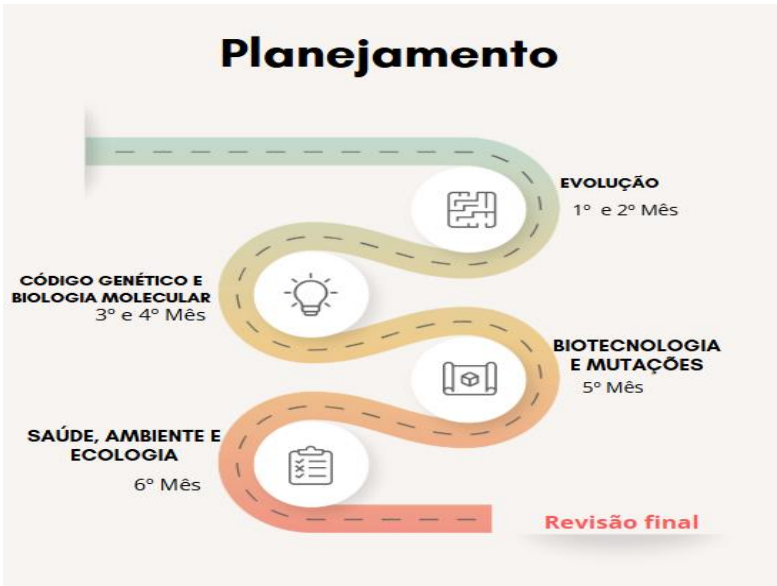 Planejamento
EVOLUÇÃO
1º e 2º Mês
CÓDIGO GENÉTICO E
BIOLOGIA MOLECULAR
3º e 4º Mês
BIOTECNOLOGIA
E MUTAÇÕES
5º Mês
SAÚDE, AMBIENTE E
ECOLOGIA
6º Mês
Revisão final